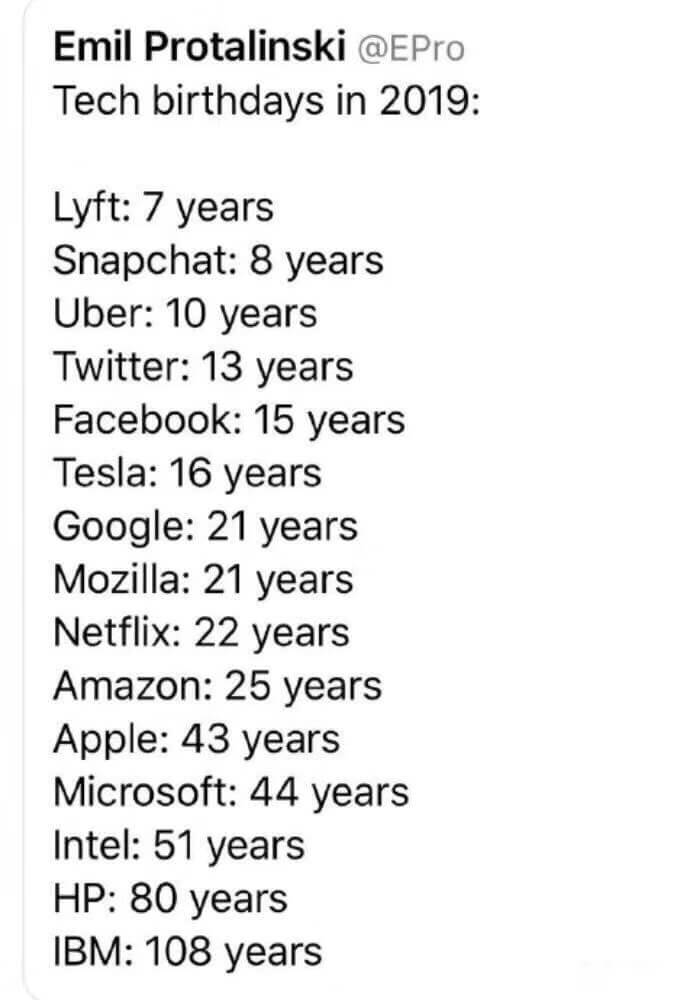 Emil Protalinski @EPro
Tech birthdays in 2019:
Lyft: 7 years
Snapchat: 8 years
Uber: 10 years
Twitter: 13 years
Facebook: 15 years
Tesla: 16 years
Google: 21 years
Mozilla: 21 years
Netflix: 22 years
Amazon: 25 years
Apple: 43 years
Microsoft: 44 years
Intel: 51 years
HP: 80 years
IBM: 108 years